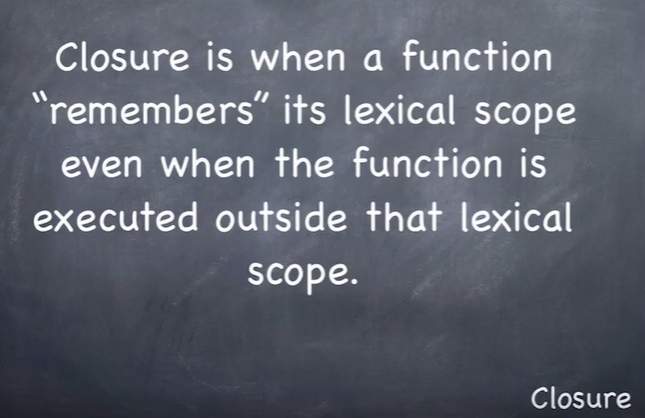 Closure is when a function
“remembers” its lexical scope
even when the function is
executed outside that lexical
scope.
Closure